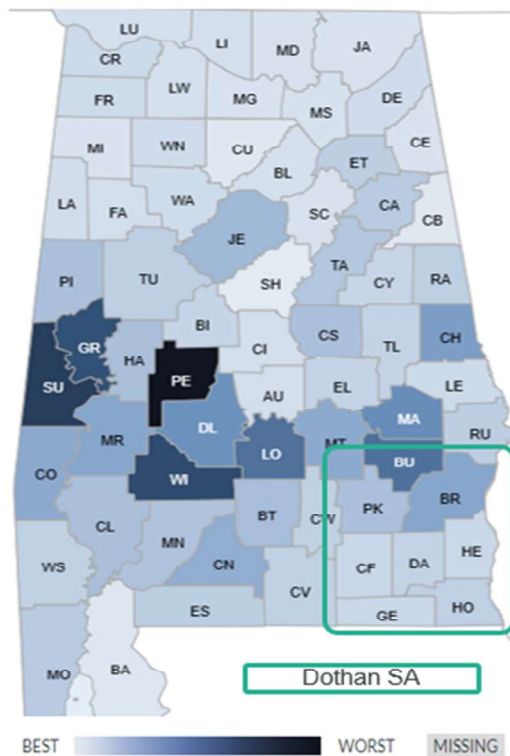 LU
LI
MD
JA
CR
LW
MG
MS
DE
FR
MI
WN
CU
BL
ET
CE
LA
FA
WA
SC
CA
CB
JE
PI
TU
SH
TA
CY
RA
BI
GR
HA
PE
CI
CS
TL
CH
SU
AU
EL
LE
MR
DL
LO
MT
MA
RU
CO
WI
BU
CL
MN
BT
CW
PK
BR
WS
CN
CF
DA
HE
ES
CV
GE
HO
MO
BA
Dothan SA
BEST WORST MISSING